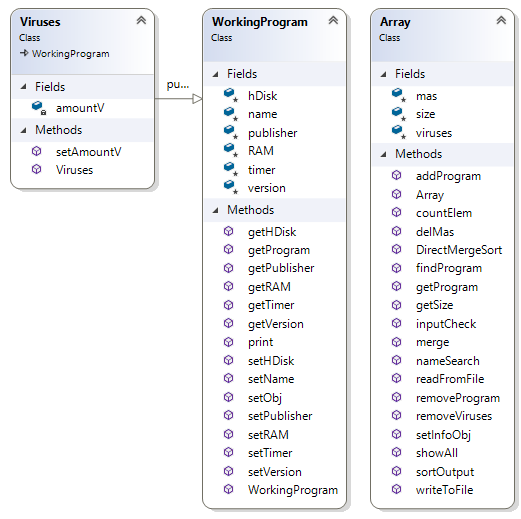 Viruses
Class
WorkingProgram
Fields
amountV
Methods
setAmountV
Viruses
pu...
WorkingProgram
Class
Fields
hDisk
name
publisher
RAM
timer
version
Methods
getHDisk
getProgram
getPublisher
getRAM
getTimer
getVersion
print
setHDisk
setName
setObj
setPublisher
setRAM
setTimer
setVersion
WorkingProgram
Array
Class
Fields
mas
size
viruses
Methods
addProgram
Array
countElem
delMas
DirectMergeSort
findProgram
getProgram
getSize
inputCheck
merge
nameSearch
readFromFile
removeProgram
removeViruses
setInfoObj
showAll
sortOutput
writeToFile